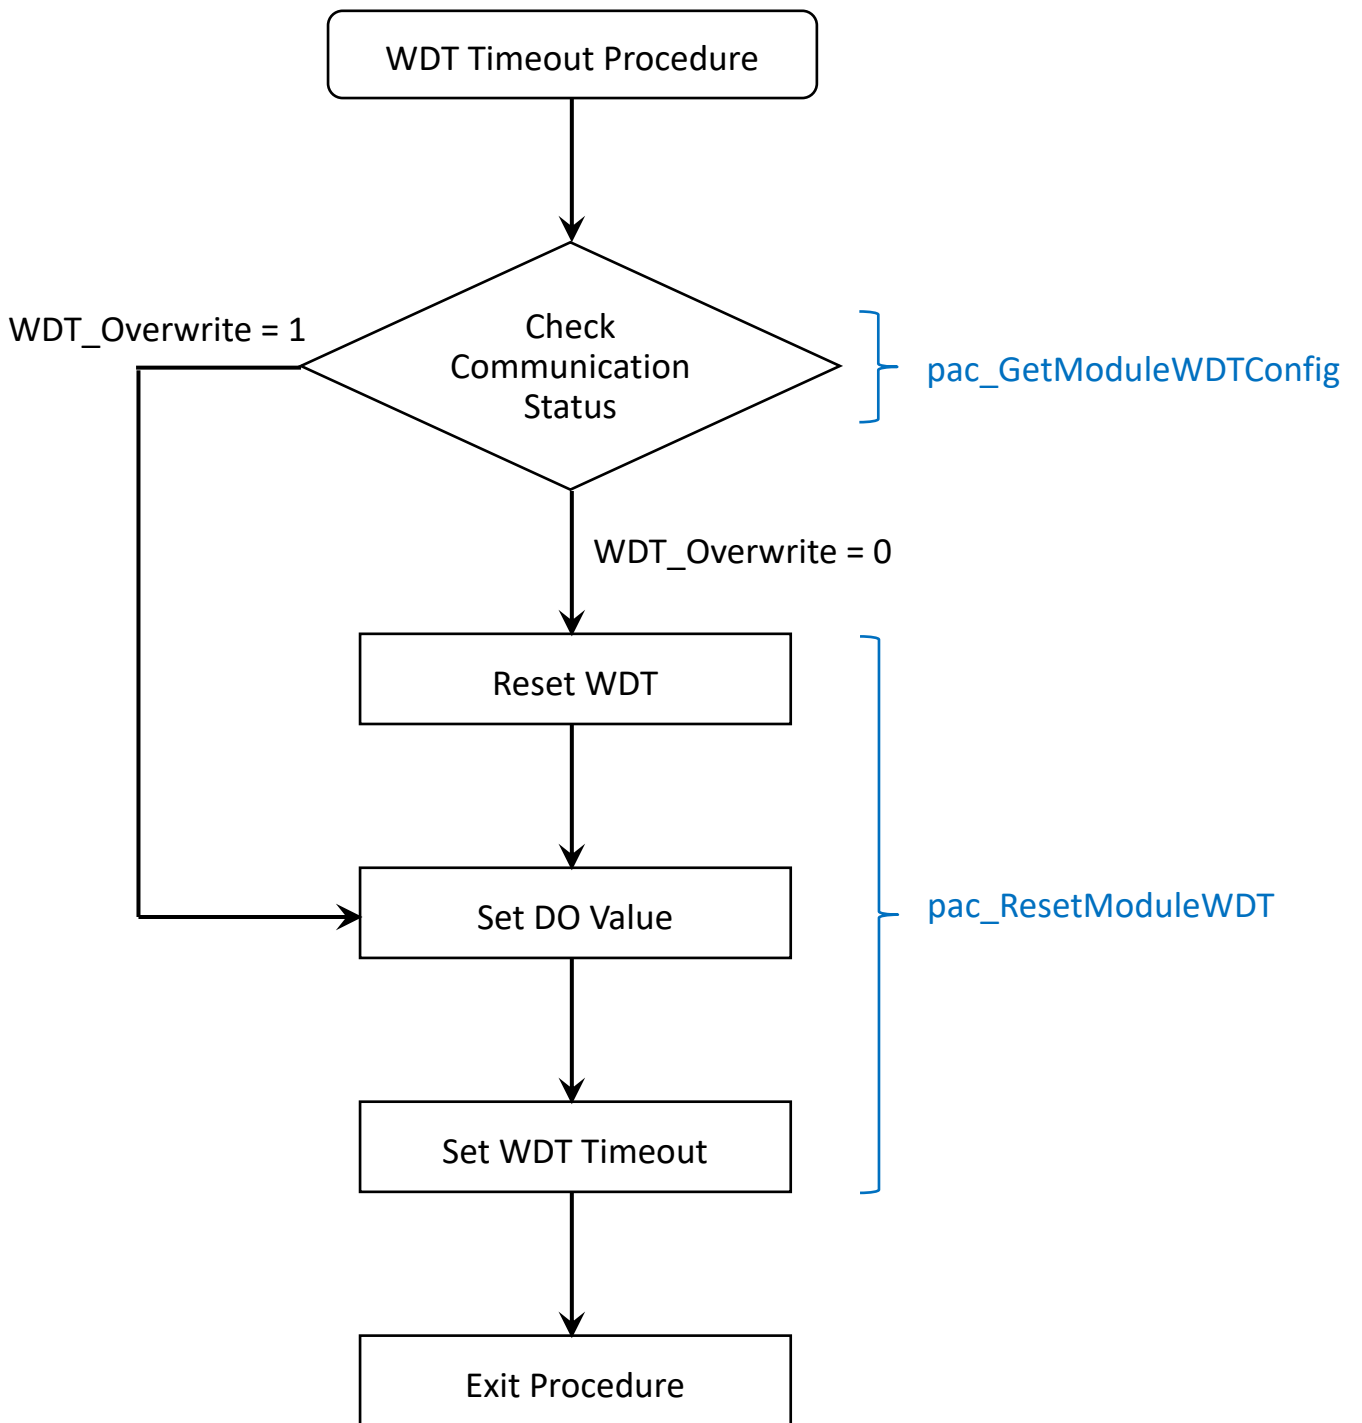 WDT Timeout Procedure
WDT_Overwrite = 1
Check
Communication
Status
pac_GetModuleWDTConfig
WDT_Overwrite = 0
Reset WDT
Set DO Value
pac_ResetModuleWDT
Set WDT Timeout
Exit Procedure